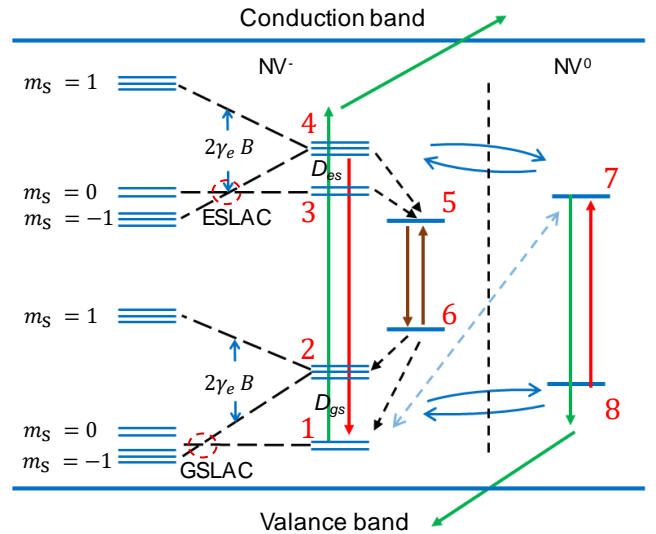 Conduction band
NV⁻
NV⁰
mₛ = 1
4
2γₑ B
Dₑₛ
7
mₛ = 0
3
5
mₛ = −1
ESLAC
6
mₛ = 1
2
2γₑ B
D_gs
8
mₛ = 0
1
mₛ = −1
GSLAC
Valance band